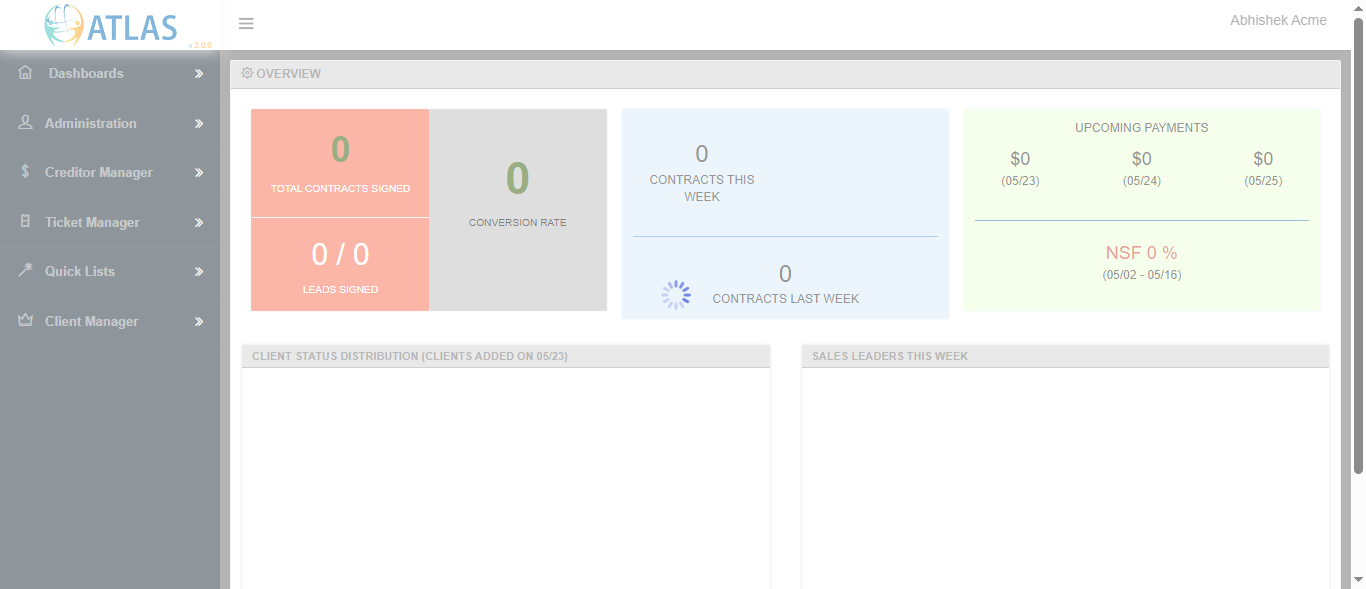 ATLAS
v 2.0.0
Abhishek Acme
Dashboards
Administration
Creditor Manager
Ticket Manager
Quick Lists
Client Manager
OVERVIEW
0
TOTAL CONTRACTS SIGNED
0 / 0
LEADS SIGNED
0
CONVERSION RATE
0
CONTRACTS THIS
WEEK
0
CONTRACTS LAST WEEK
UPCOMING PAYMENTS
$0 $0 $0
(05/23) (05/24) (05/25)
NSF 0 %
(05/02 - 05/16)
CLIENT STATUS DISTRIBUTION (CLIENTS ADDED ON 05/23)
SALES LEADERS THIS WEEK